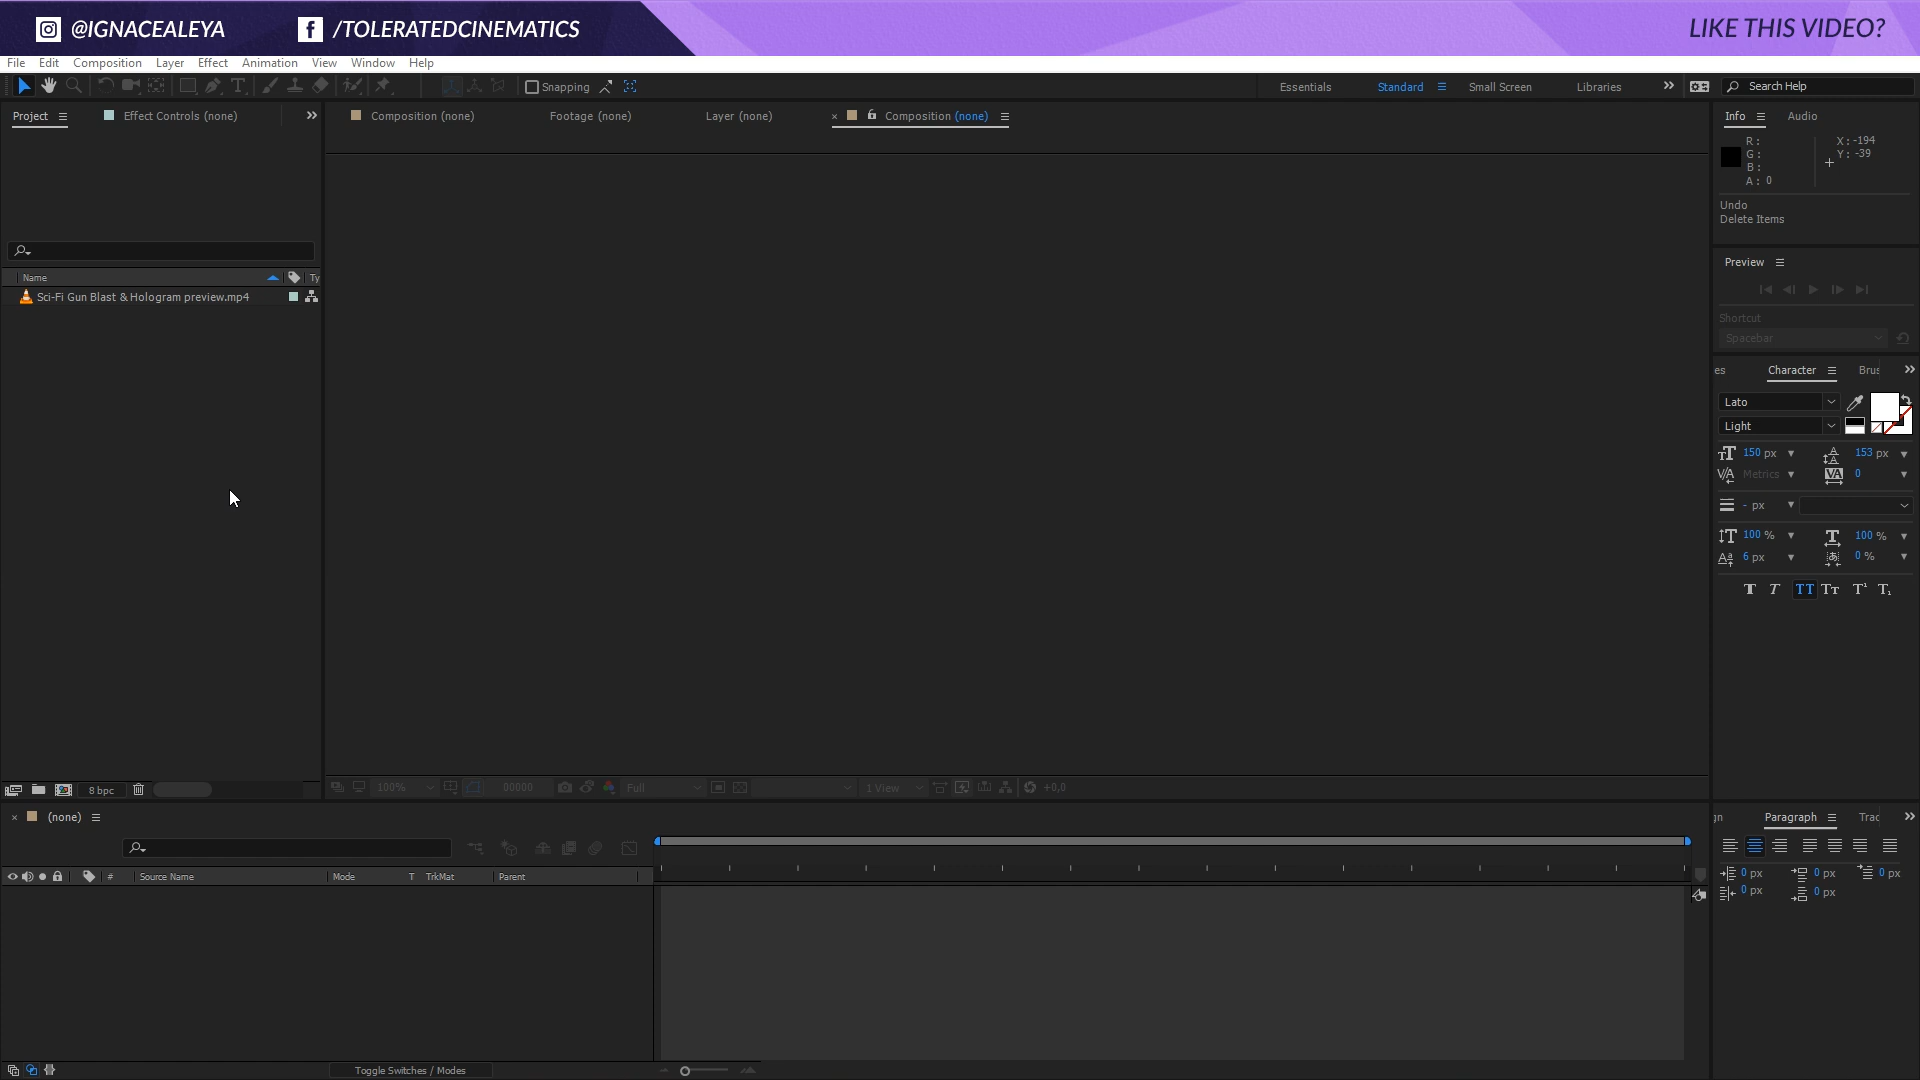 @IGNACEALEYA
/TOLERATEDCINEMATICS
LIKE THIS VIDEO?
File Edit Composition Layer Effect Animation View Window Help
Snapping
Essentials Standard Small Screen Libraries
Search Help
Project
Effect Controls (none)
Composition (none)
Footage (none)
Layer (none)
Composition (none)
Info
Audio
R:
G:
B:
A: 0
X: -194
Y: -39
Undo
Delete Items
Name
Ty
Sci-Fi Gun Blast & Hologram preview.mp4
Preview
Shortcut
Spacebar
es
Character
Brus
Lato
Light
150 px
153 px
Metrics
0
- px
100 %
100 %
6 px
0 %
8 bpc
100%
00000
Full
1 View
+0,0
(none)
# Source Name Mode T TrkMat Parent
gn
Paragraph
Trac
0 px 0 px 0 px
0 px 0 px
Toggle Switches / Modes